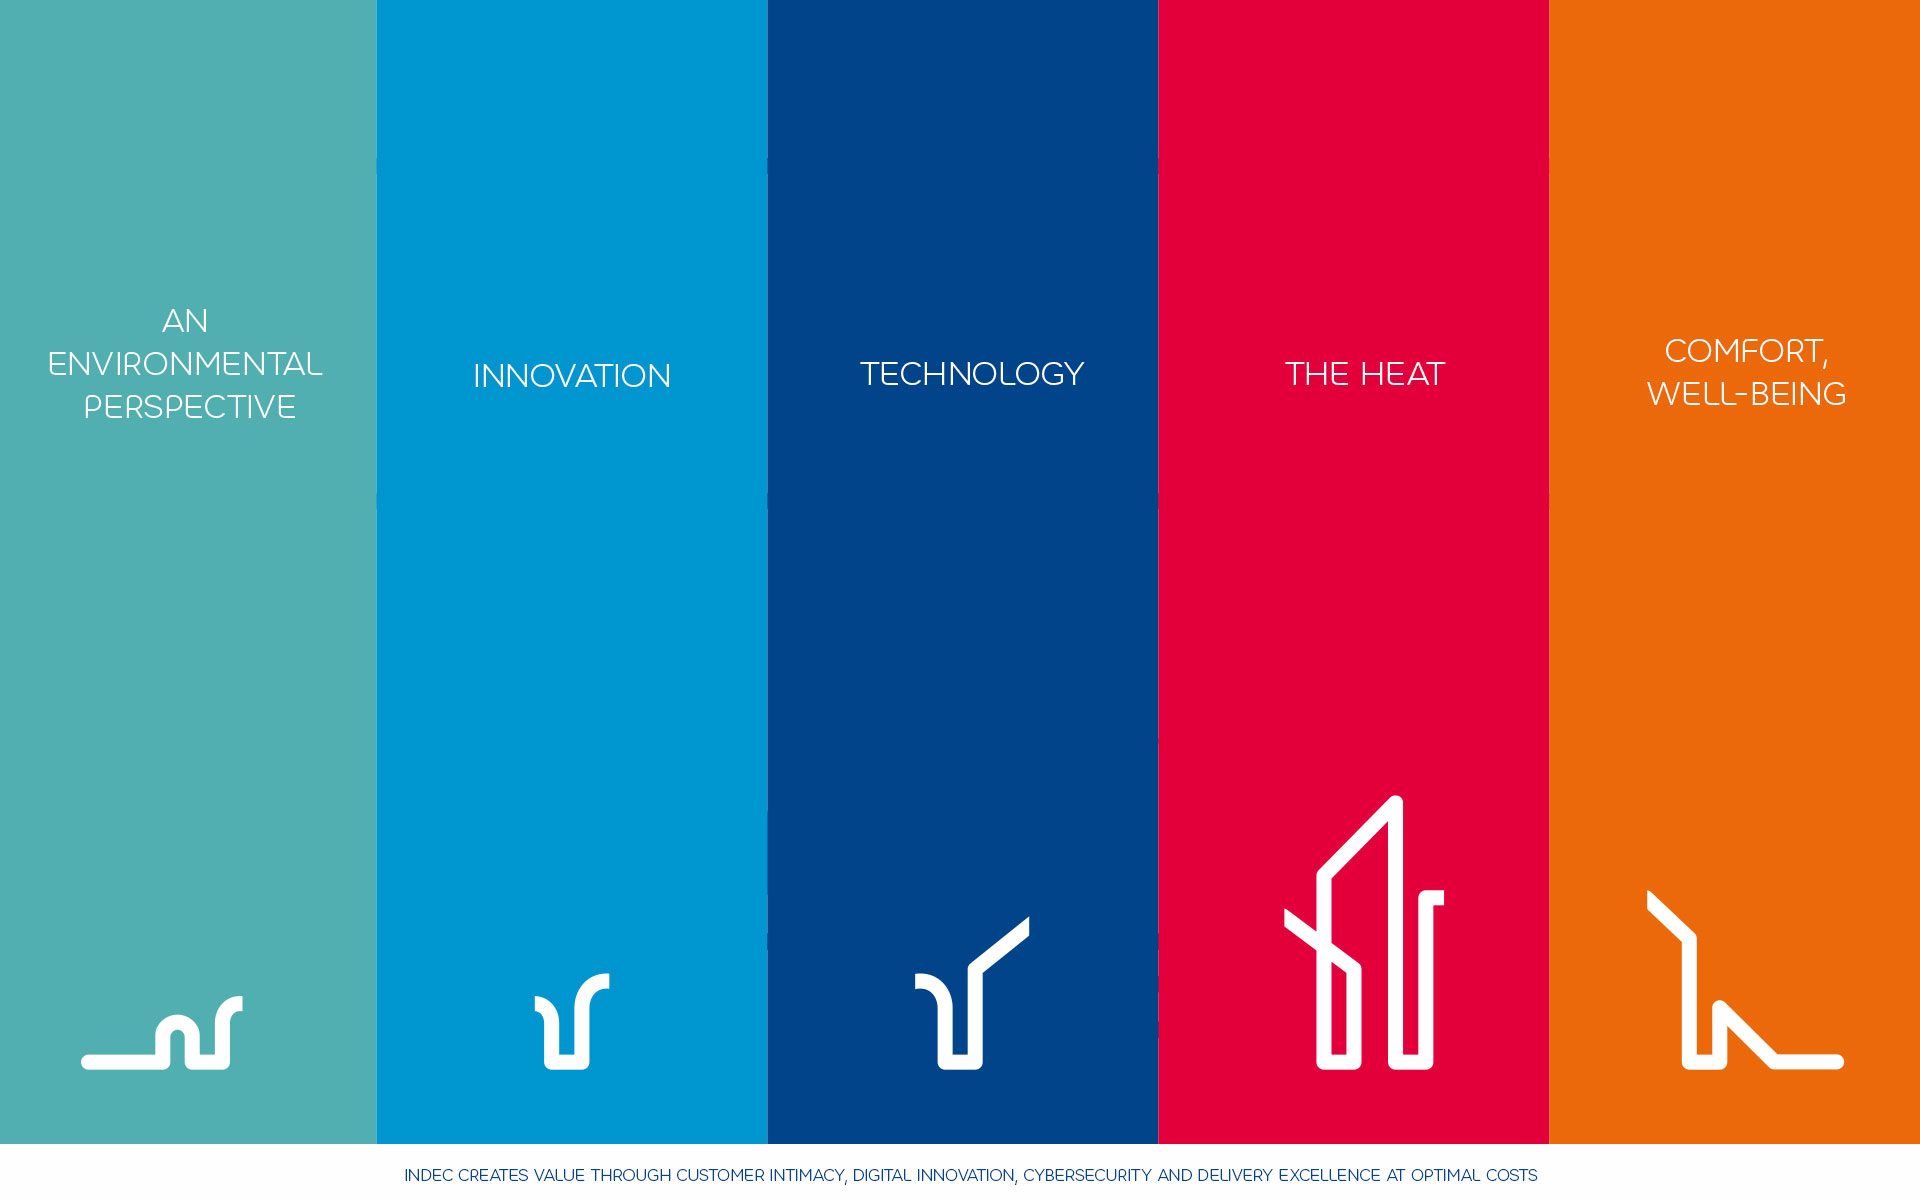 AN
ENVIRONMENTAL
PERSPECTIVE
INNOVATION
TECHNOLOGY
THE HEAT
COMFORT,
WELL-BEING
INDEC CREATES VALUE THROUGH CUSTOMER INTIMACY, DIGITAL INNOVATION, CYBERSECURITY AND DELIVERY EXCELLENCE AT OPTIMAL COSTS